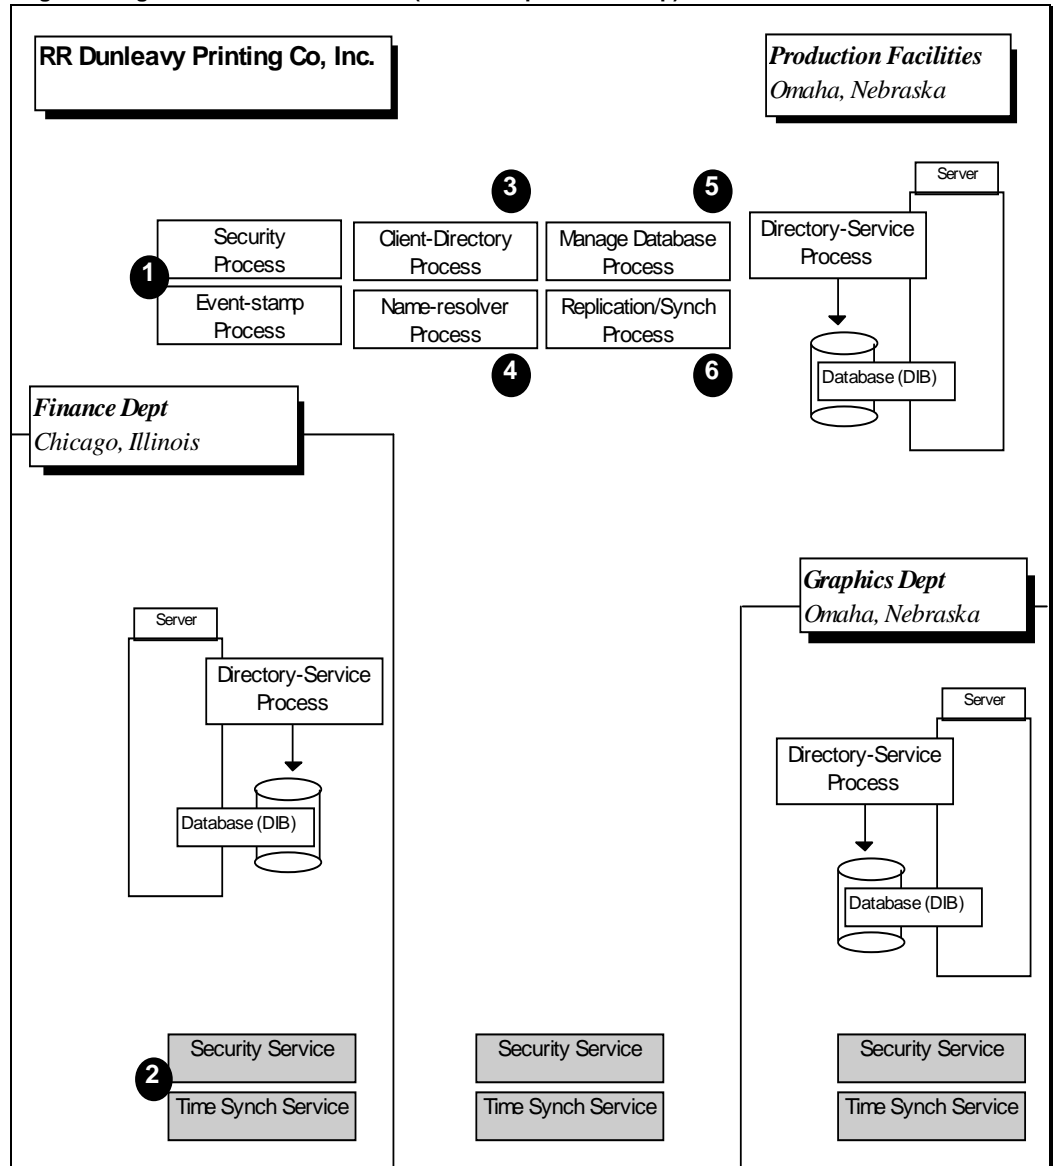 RR Dunleavy Printing Co, Inc.
Production Facilities
Omaha, Nebraska
Server
3
5
Security
Process
Client-Directory
Process
Manage Database
Process
Directory-Service
Process
1
Event-stamp
Process
Name-resolver
Process
Replication/Synch
Process
4
6
Database (DIB)
Finance Dept
Chicago, Illinois
Graphics Dept
Omaha, Nebraska
Server
Directory-Service
Process
Database (DIB)
Server
Directory-Service
Process
Database (DIB)
2
Security Service
Security Service
Security Service
Time Synch Service
Time Synch Service
Time Synch Service